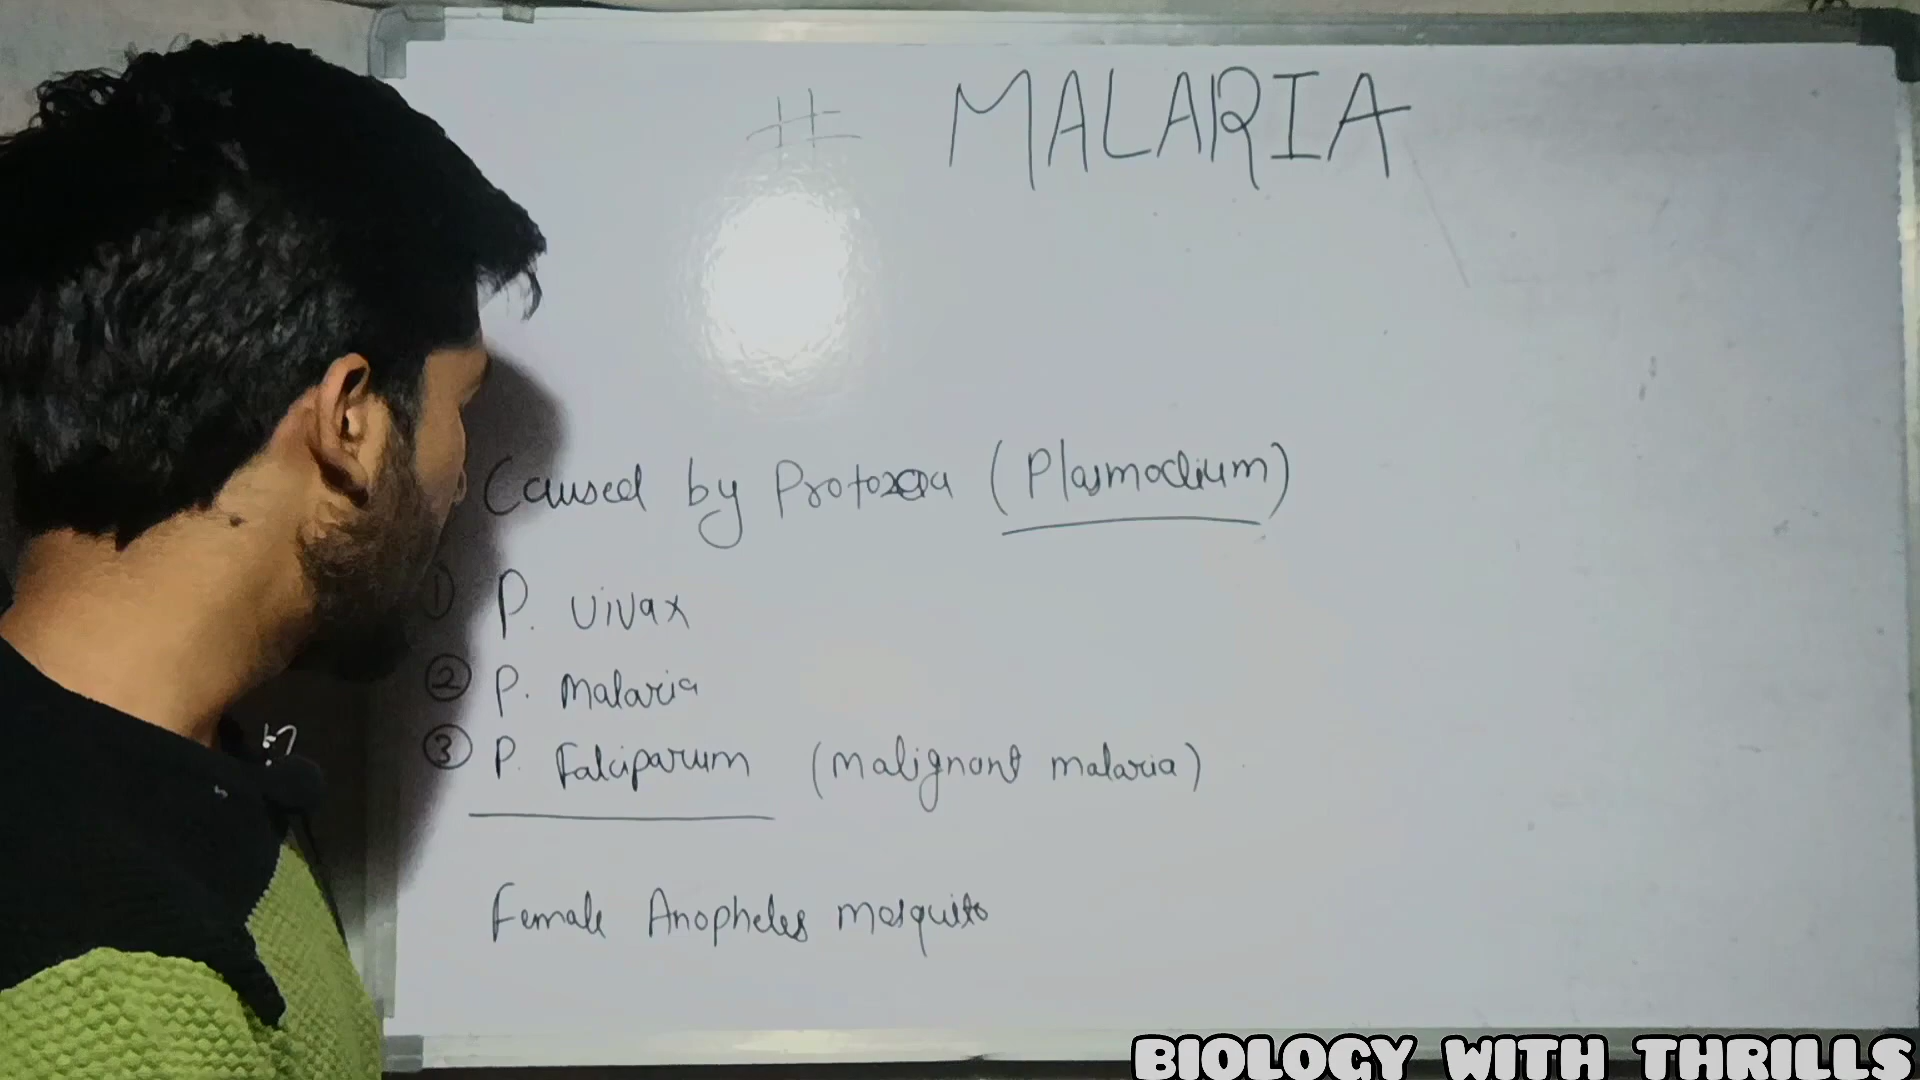 # MALARIA
Caused by Protozoa (Plasmodium)
① P. vivax
② P. Malaria
③ P. Falciparum (Malignant malaria)
Female Anopheles mosquito
BIOLOGY WITH THRILLS